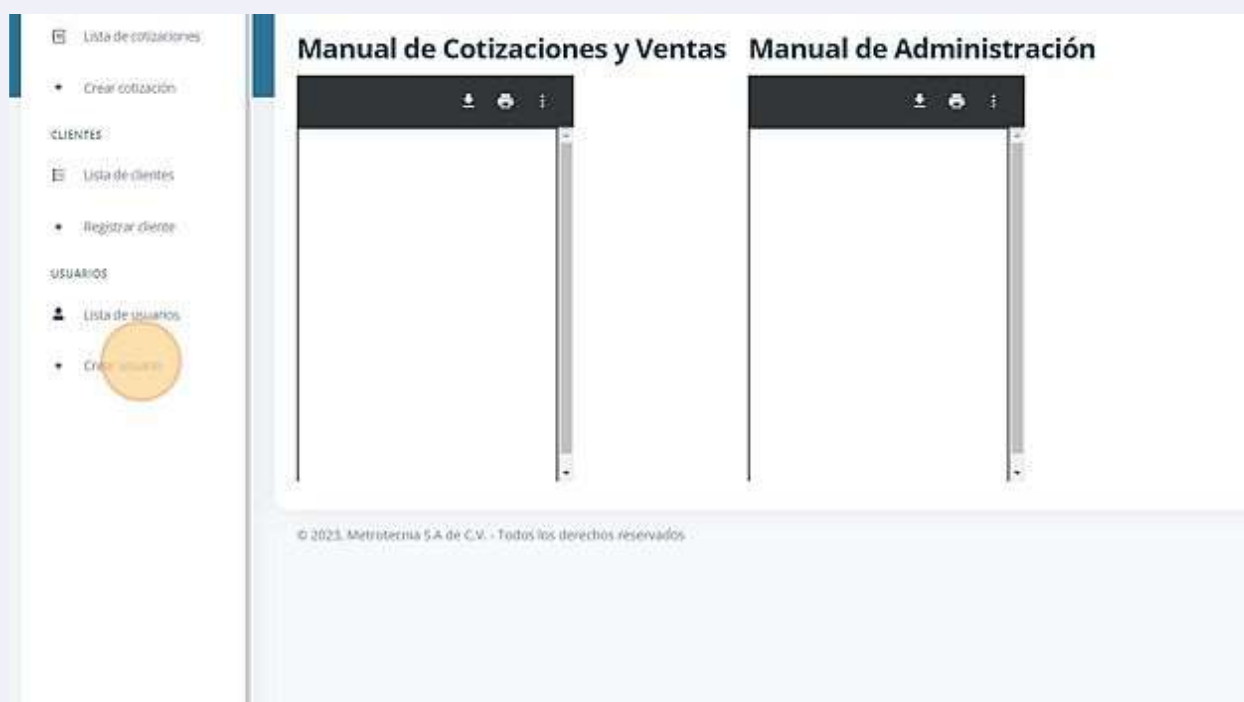 Lista de cotizaciones
Crear cotización
CLIENTES
Lista de clientes
Registrar cliente
USUARIOS
Lista de usuarios
Crear usuario
Manual de Cotizaciones y Ventas
Manual de Administración
© 2023, Metrotecnia S.A de C.V. - Todos los derechos reservados